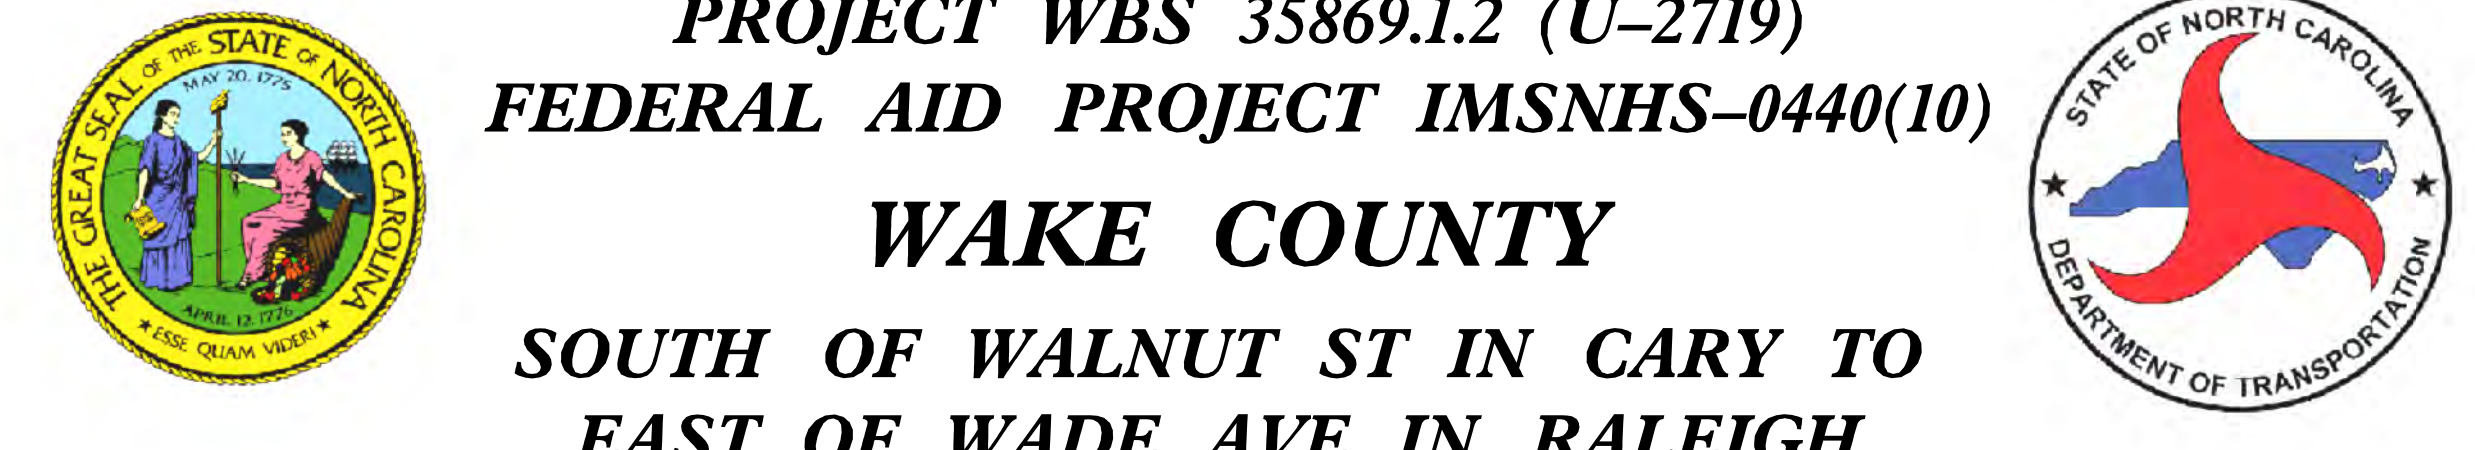 PROJECT WBS 35869.1.2 (U–2719)
FEDERAL AID PROJECT IMSNHS–0440(10)
WAKE COUNTY
SOUTH OF WALNUT ST IN CARY TO
EAST OF WADE AVE IN RALEIGH
THE GREAT SEAL OF THE STATE OF NORTH CAROLINA
MAY 20, 1775
APRIL 12, 1776
★ ESSE QUAM VIDERI ★
STATE OF NORTH CAROLINA
★ DEPARTMENT OF TRANSPORTATION ★